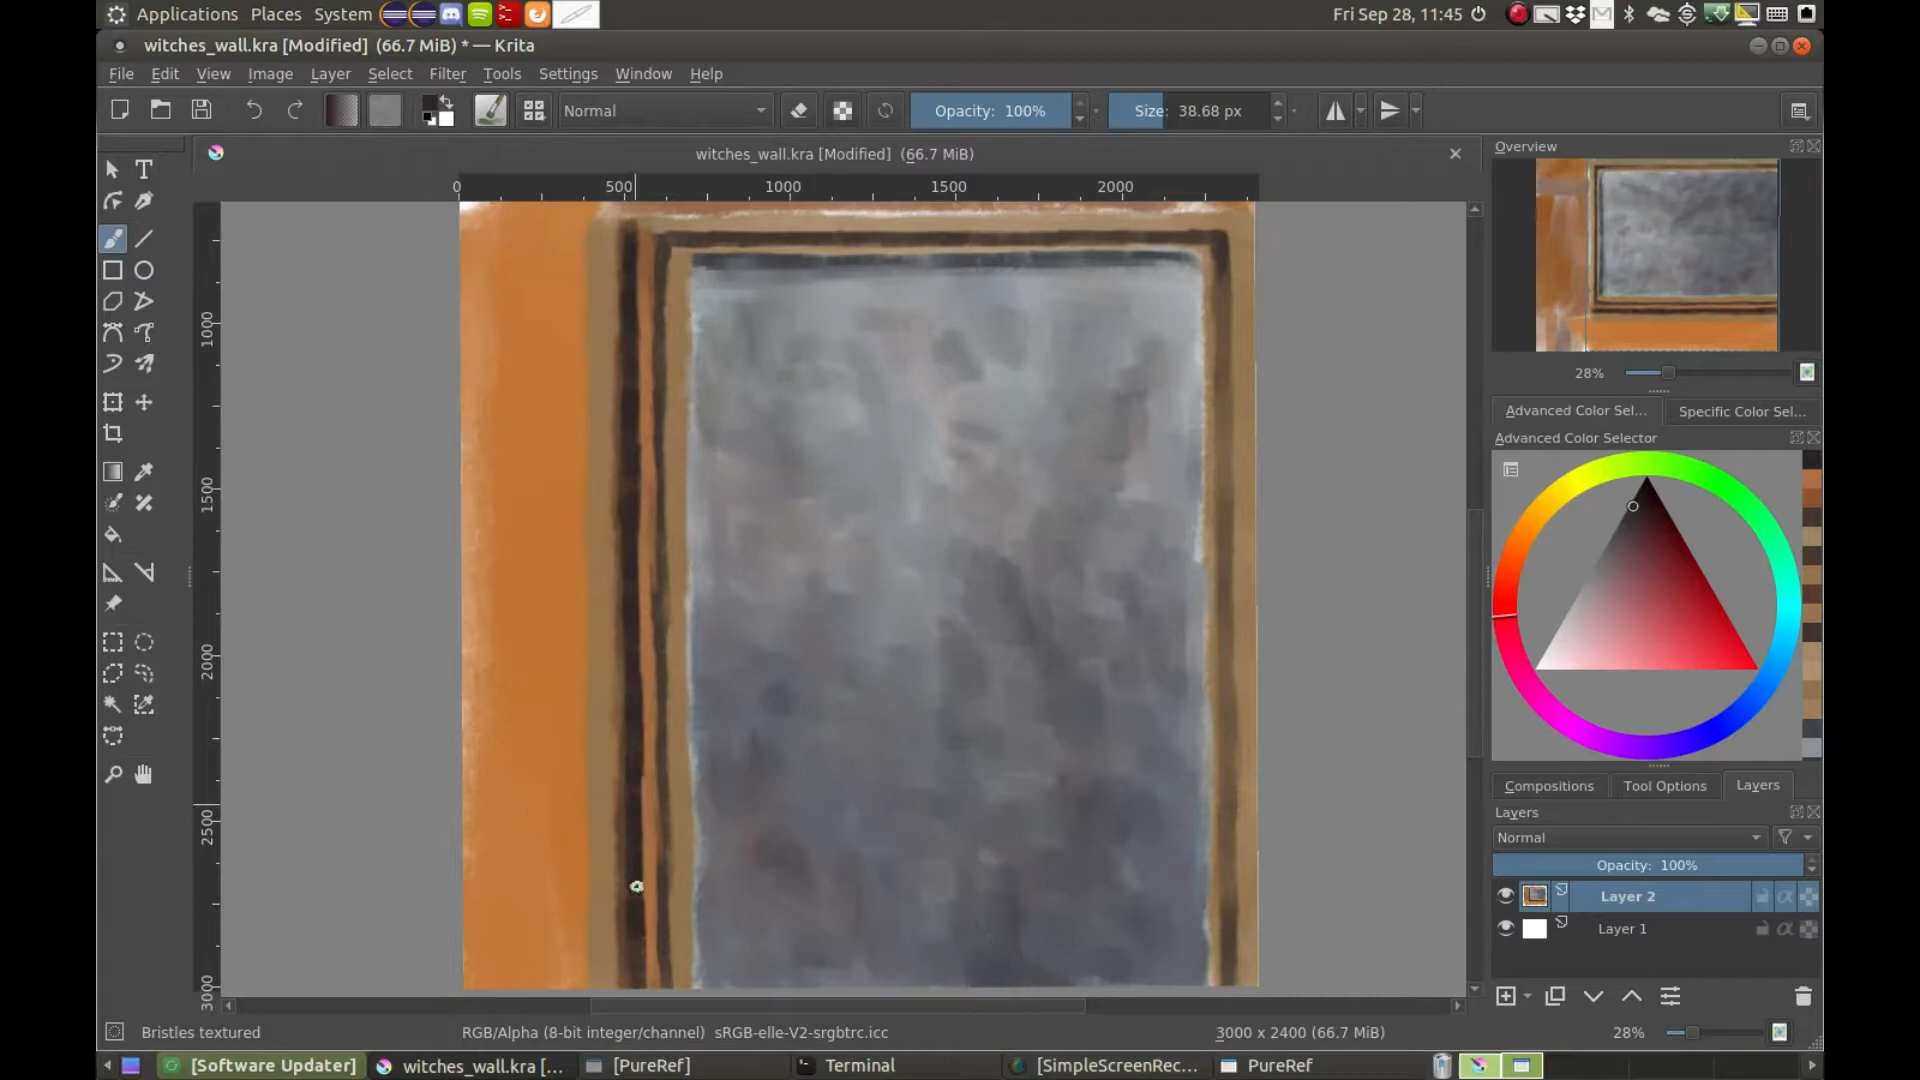 Applications Places System Fri Sep 28, 11:45
witches_wall.kra [Modified] (66.7 MiB) * — Krita
File Edit View Image Layer Select Filter Tools Settings Window Help
Normal Opacity: 100% Size: 38.68 px
witches_wall.kra [Modified] (66.7 MiB) Overview
0 500 1000 1500 2000
1000
1500
2000
2500
3000
28%
Advanced Color Sel... Specific Color Sel...
Advanced Color Selector
Compositions Tool Options Layers
Layers
Normal
Opacity: 100%
Layer 2
Layer 1
Bristles textured RGB/Alpha (8-bit integer/channel) sRGB-elle-V2-srgbtrc.icc 3000 x 2400 (66.7 MiB) 28%
[Software Updater] witches_wall.kra [... [PureRef] Terminal [SimpleScreenRec... PureRef